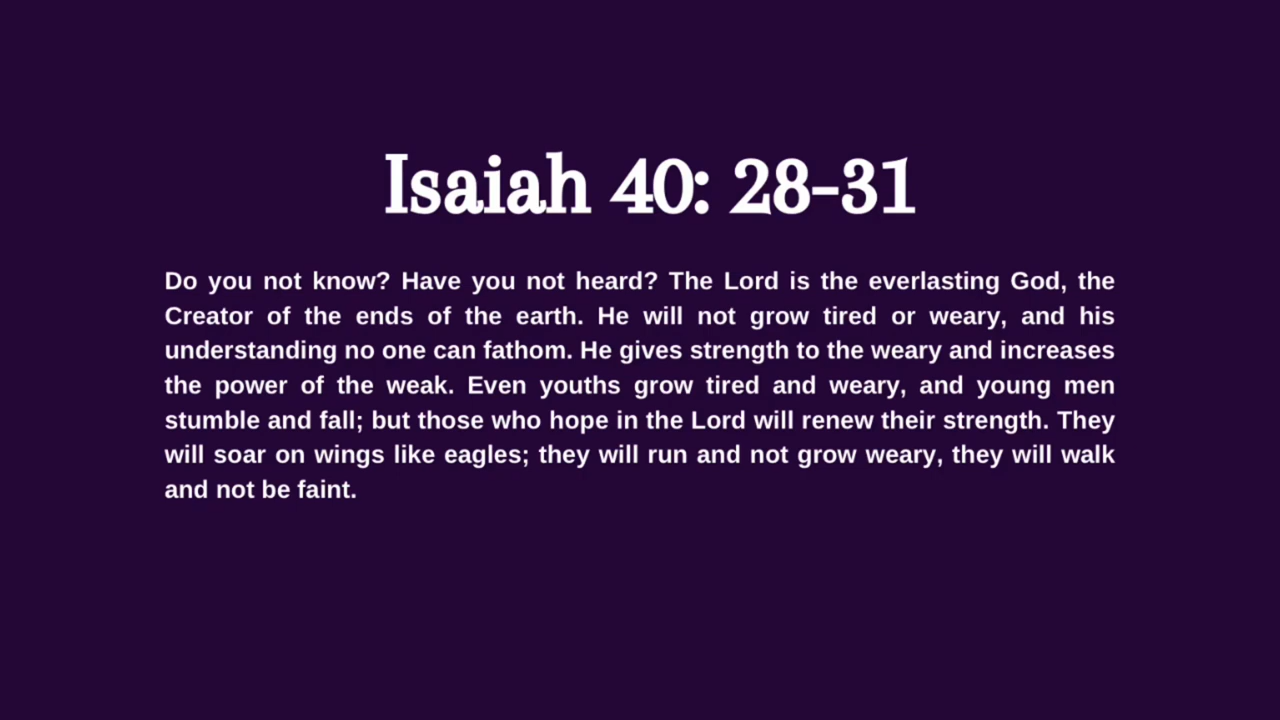 Isaiah 40: 28-31
Do you not know? Have you not heard? The Lord is the everlasting God, the
Creator of the ends of the earth. He will not grow tired or weary, and his
understanding no one can fathom. He gives strength to the weary and increases
the power of the weak. Even youths grow tired and weary, and young men
stumble and fall; but those who hope in the Lord will renew their strength. They
will soar on wings like eagles; they will run and not grow weary, they will walk
and not be faint.